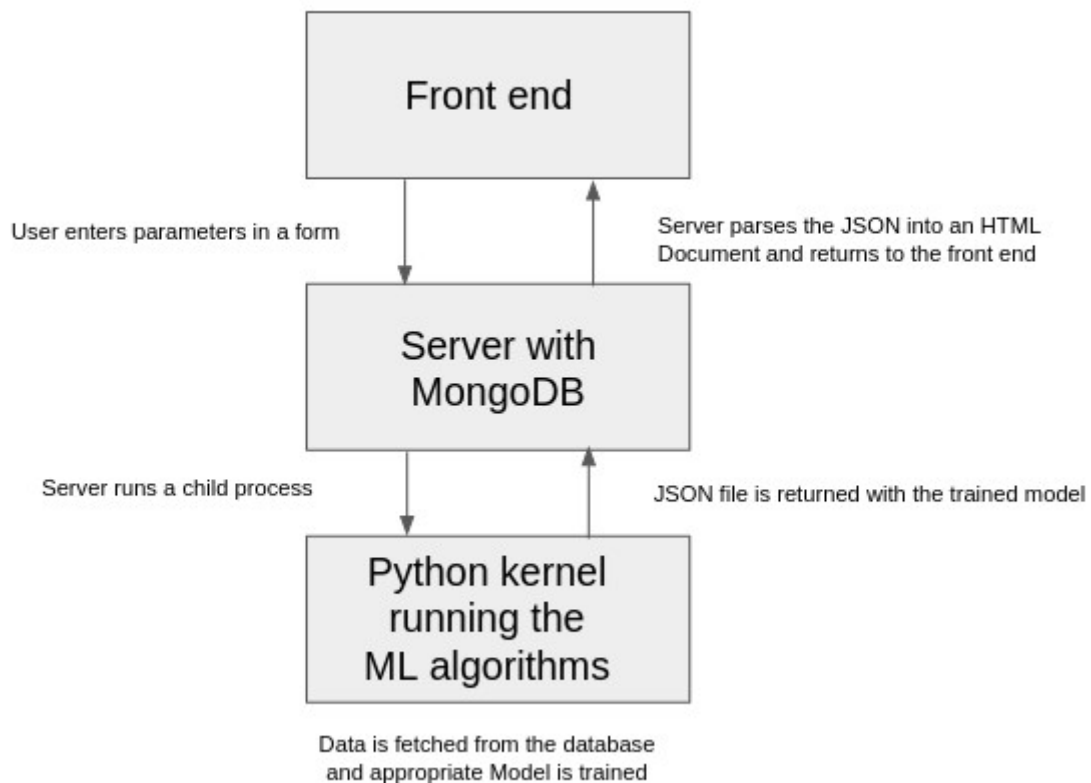 Front end
User enters parameters in a form
Server parses the JSON into an HTML
Document and returns to the front end
Server with
MongoDB
Server runs a child process
JSON file is returned with the trained model
Python kernel
running the
ML algorithms
Data is fetched from the database
and appropriate Model is trained